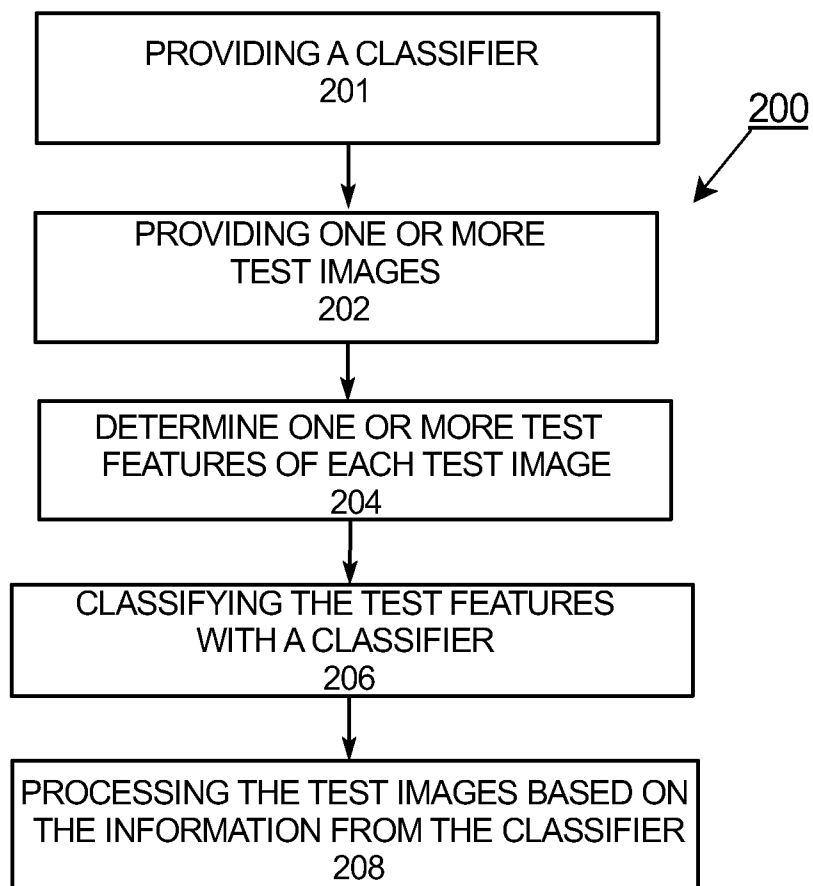 PROVIDING A CLASSIFIER
201
200
PROVIDING ONE OR MORE
TEST IMAGES
202
DETERMINE ONE OR MORE TEST
FEATURES OF EACH TEST IMAGE
204
CLASSIFYING THE TEST FEATURES
WITH A CLASSIFIER
206
PROCESSING THE TEST IMAGES BASED ON
THE INFORMATION FROM THE CLASSIFIER
208